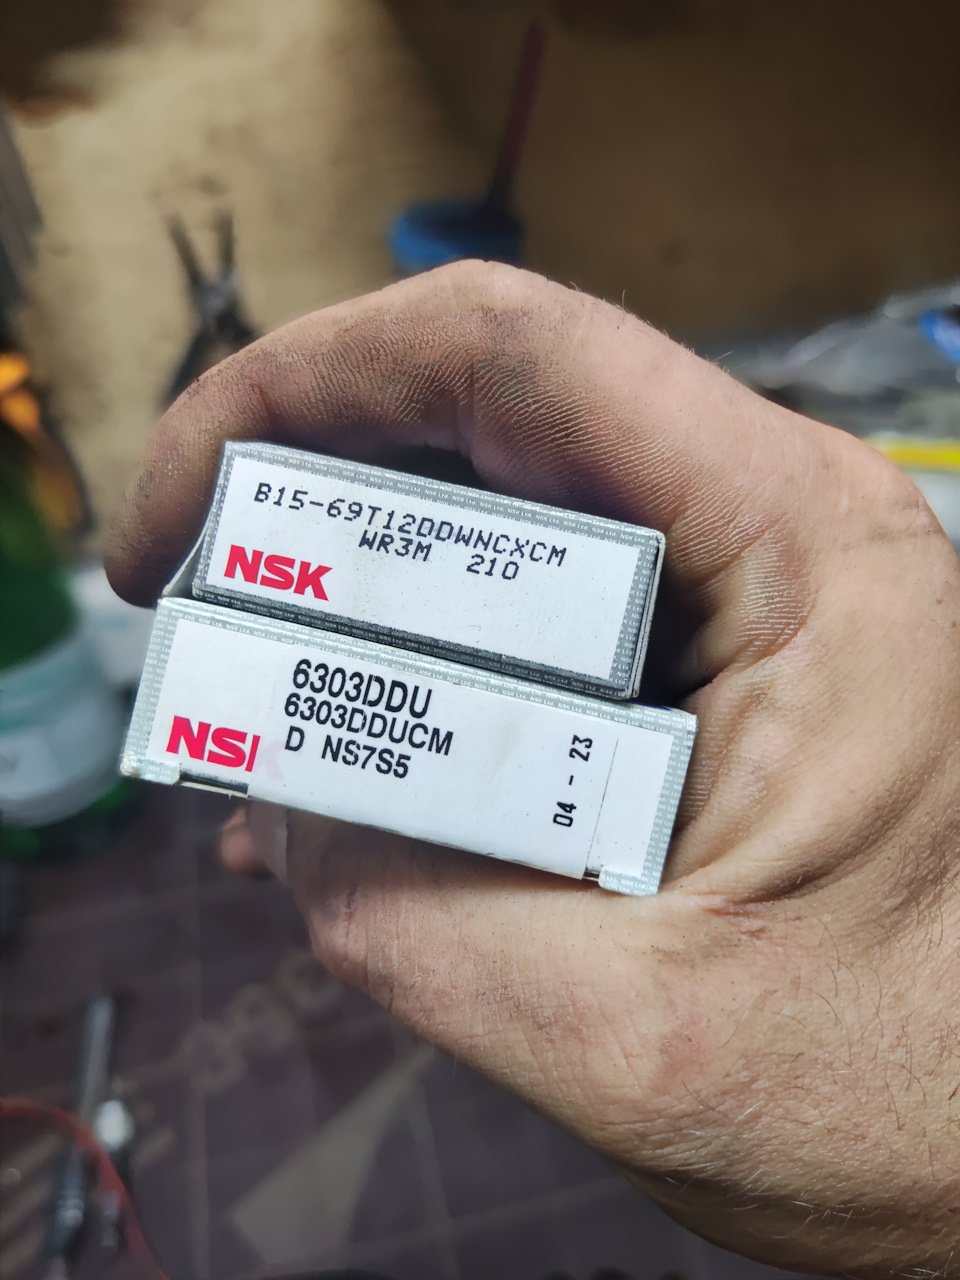 B15-69T12DDWNCXCM
WR3M 210
NSK
6303DDU
6303DDUCM
D NS7S5
NSK
04 - 23